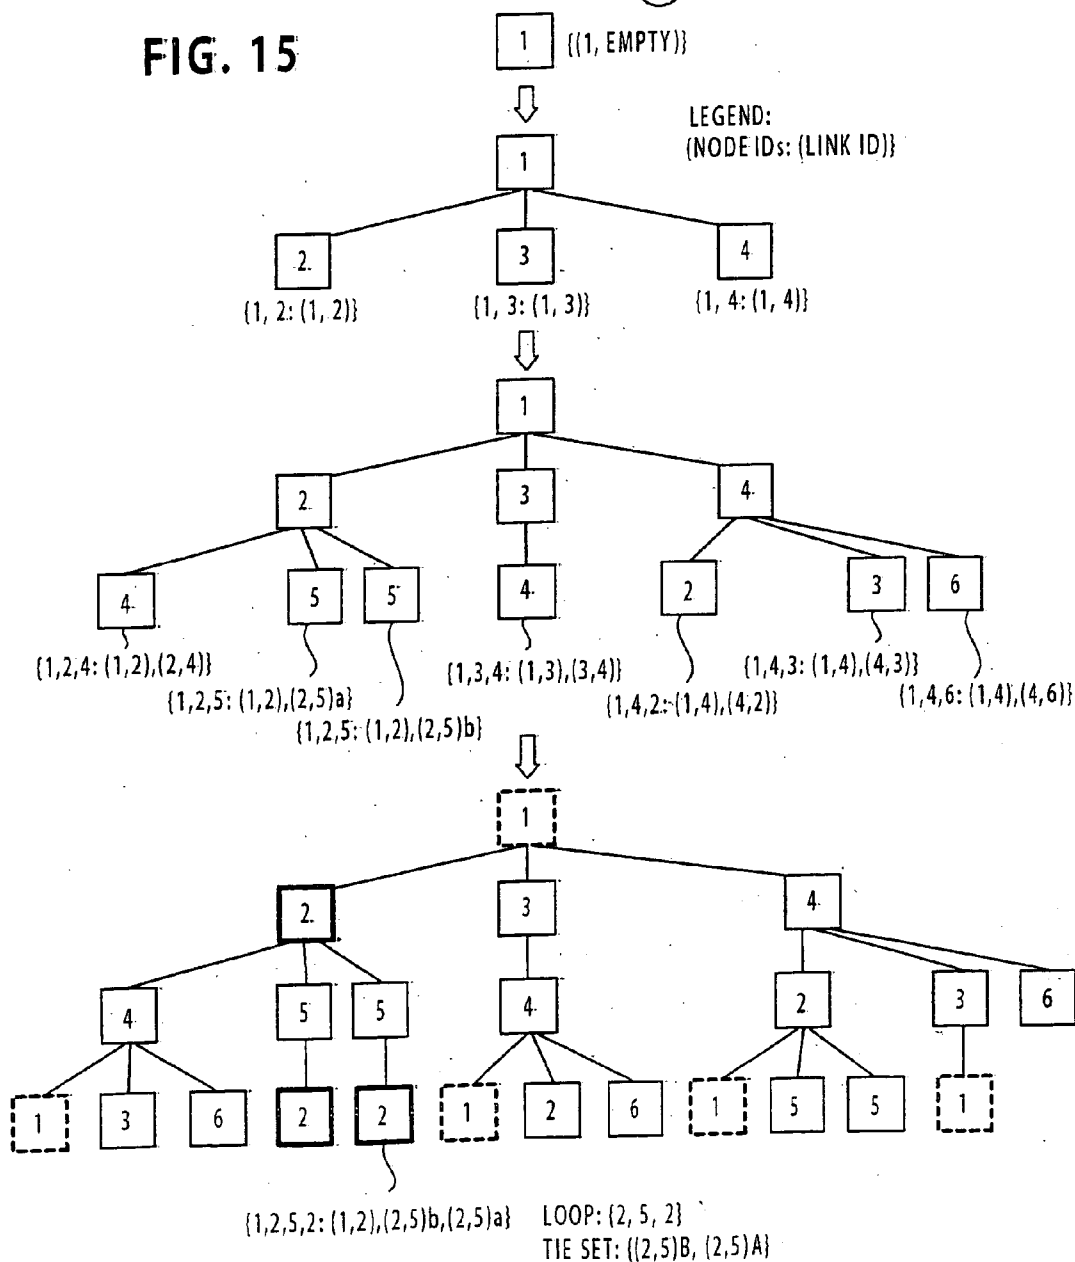 FIG. 15
1 {(1, EMPTY)}
LEGEND:
{NODE IDs: (LINK ID)}
1
2 3 4
{1, 2: (1, 2)} {1, 3: (1, 3)} {1, 4: (1, 4)}
1
2 3 4
4 5 5 4 2 3 6
{1,2,4: (1,2),(2,4)} {1,3,4: (1,3),(3,4)} {1,4,3: (1,4),(4,3)}
{1,2,5: (1,2),(2,5)a} {1,4,2: (1,4),(4,2)} {1,4,6: (1,4),(4,6)}
{1,2,5: (1,2),(2,5)b}
1
2 3 4
4 5 5 4 2 3 6
1 3 6 2 2 1 2 6 1 5 5 1
{1,2,5,2: (1,2),(2,5)b,(2,5)a} LOOP: {2, 5, 2}
TIE SET: {(2,5)B, (2,5)A}